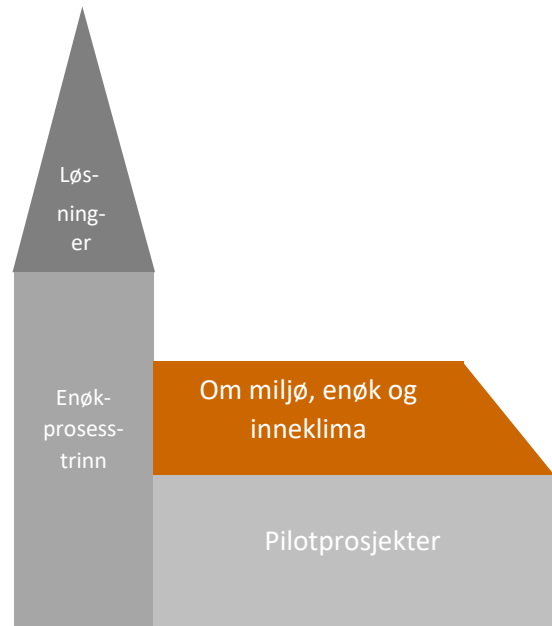 Løs-
ning-
er
Enøk-
prosess-
trinn
Om miljø, enøk og
inneklima
Pilotprosjekter